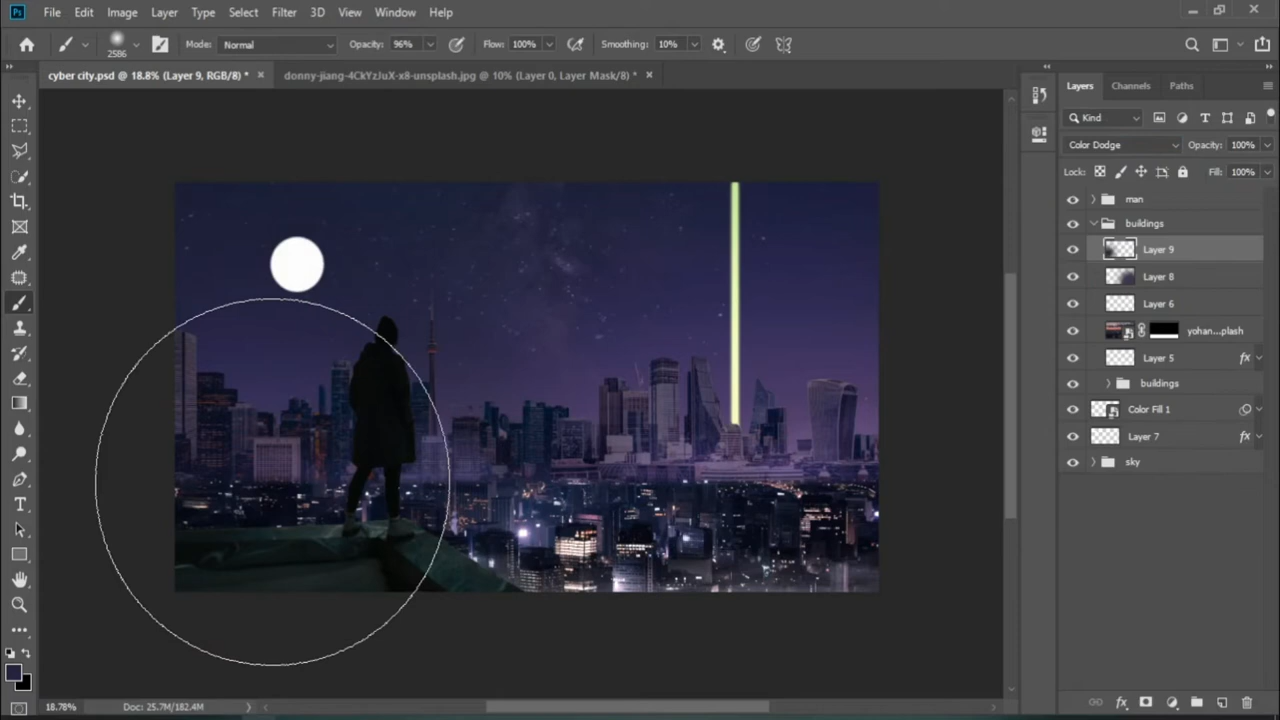 Ps File Edit Image Layer Type Select Filter 3D View Window Help
2586 Mode: Normal Opacity: 96% Flow: 100% Smoothing: 10%
cyber city.psd @ 18.8% (Layer 9, RGB/8) * donny-jiang-4CkYzJuX-x8-unsplash.jpg @ 10% (Layer 0, Layer Mask/8) *
Layers Channels Paths
Kind
Color Dodge Opacity: 100%
Lock: Fill: 100%
man
buildings
Layer 9
Layer 8
Layer 6
yohan...plash
Layer 5 fx
buildings
Color Fill 1
Layer 7 fx
sky
18.78% Doc: 25.7M/182.4M
fx